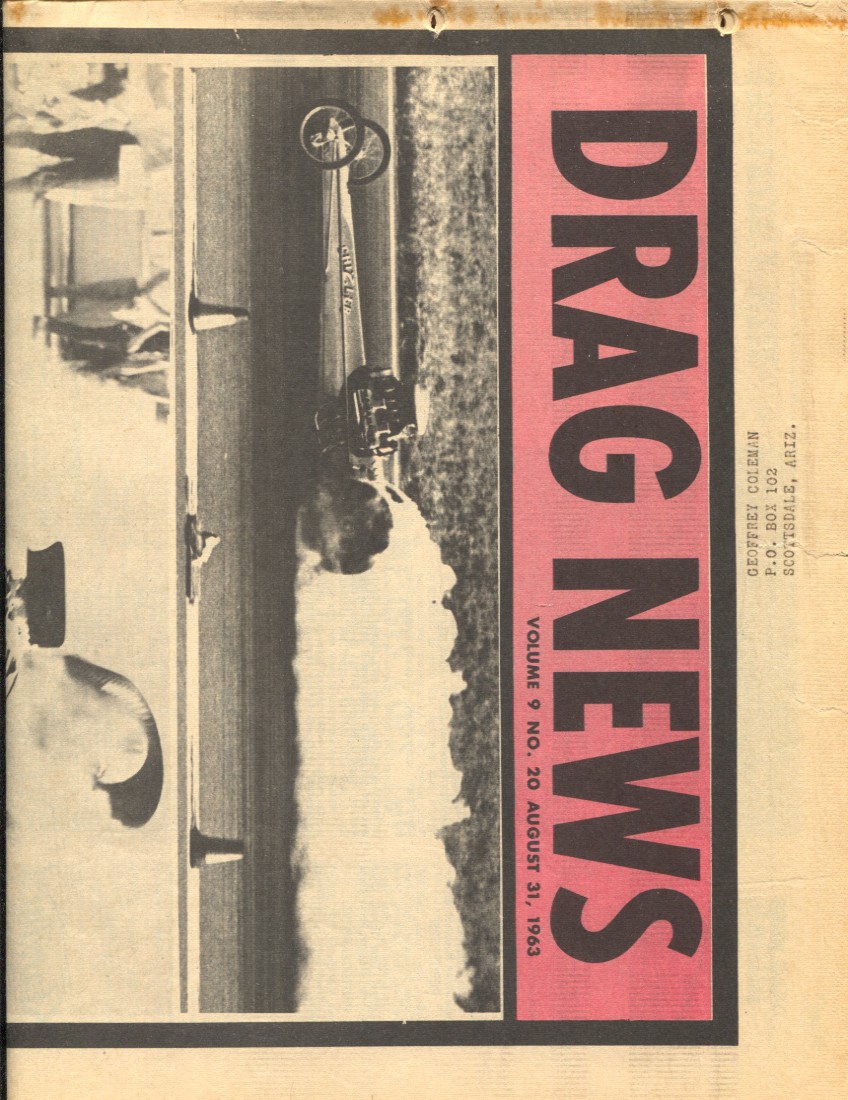 GEOFFREY COLEMAN
P.O. BOX 102
SCOTTSDALE, ARIZ.
DRAG NEWS
VOLUME 9 NO. 20 AUGUST 31, 1963